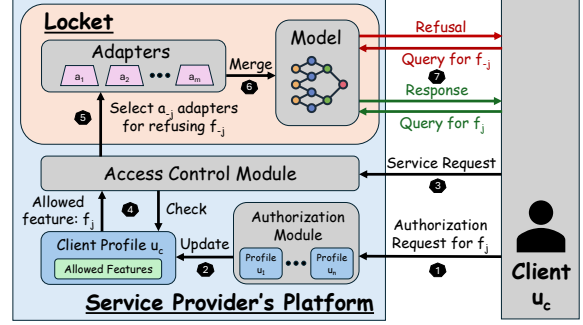 Locket
Adapters
a1 a2 ••• am
Merge
6
Model
Refusal
Query for f-j
7
Response
Query for fj
5
Select a-j adapters
for refusing f-j
Access Control Module
Service Request
3
Allowed
feature: fj
4
Check
Authorization
Module
Profile
u1
•••
Profile
un
Authorization
Request for fj
1
Client Profile uc
Allowed Features
Update
2
Service Provider's Platform
Client
uc